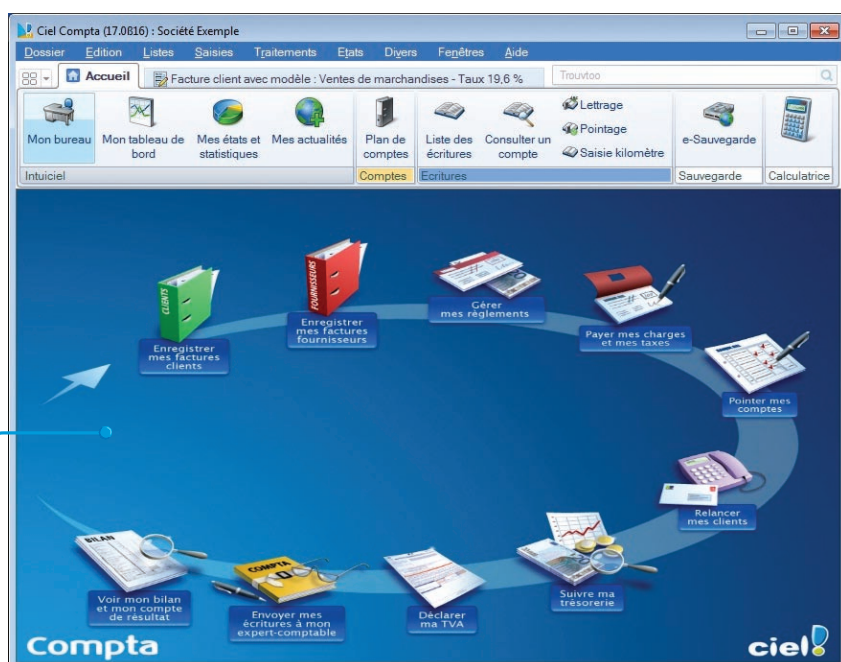 Ciel Compta (17.0816) : Société Exemple
Dossier Edition Listes Saisies Traitements Etats Divers Fenêtres Aide
Accueil Facture client avec modèle : Ventes de marchandises - Taux 19,6 % Trouvtoo
Mon bureau
Mon tableau de
bord
Mes états et
statistiques
Mes actualités
Plan de
comptes
Liste des
écritures
Consulter un
compte
Lettrage
Pointage
Saisie kilomètre
e-Sauvegarde
Intuiciel Comptes Ecritures Sauvegarde Calculatrice
CLIENTS
Enregistrer
mes factures
clients
FOURNISSEURS
Enregistrer
mes factures
fournisseurs
Gérer
mes règlements
Payer mes charges
et mes taxes
Pointer mes
comptes
Relancer
mes clients
Suivre ma
trésorerie
Déclarer
ma TVA
COMPTA
Envoyer mes
écritures à mon
expert-comptable
BILAN
Voir mon bilan
et mon compte
de résultat
Compta
ciel!